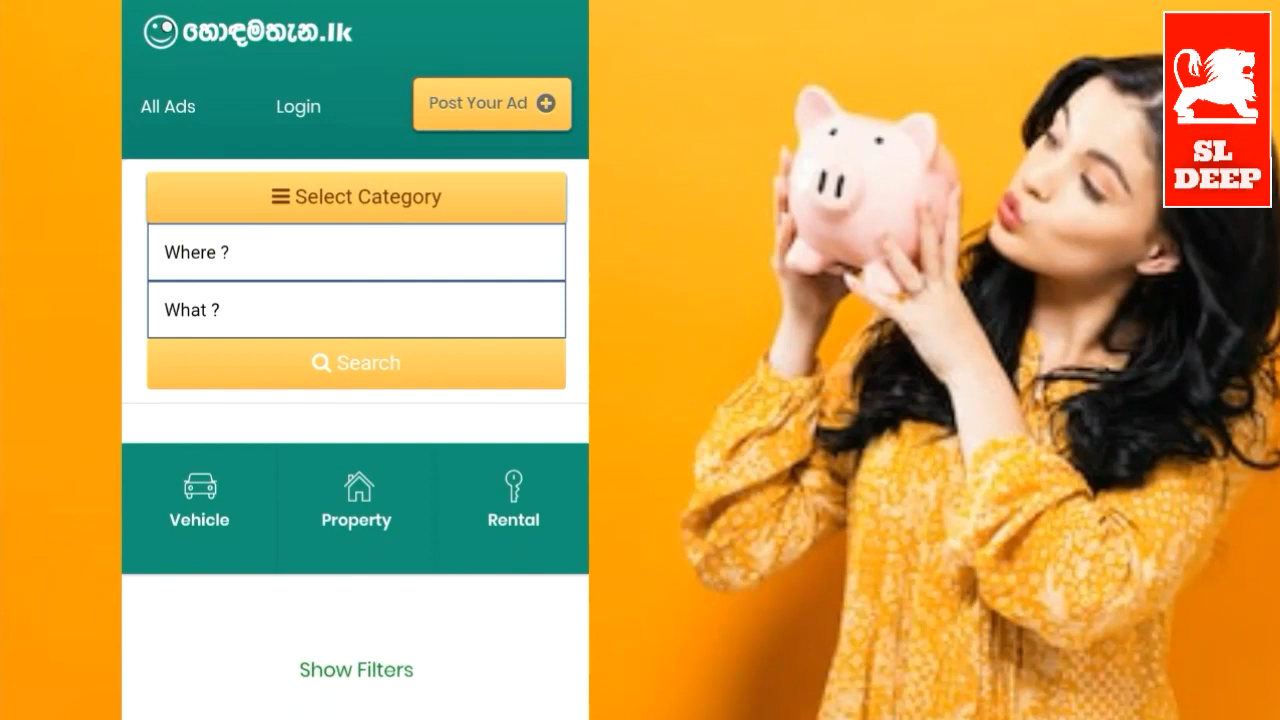 හොඳමතැන.lk
All Ads
Login
Post Your Ad
Select Category
Where ?
What ?
Search
Vehicle
Property
Rental
Show Filters
SL
DEEP